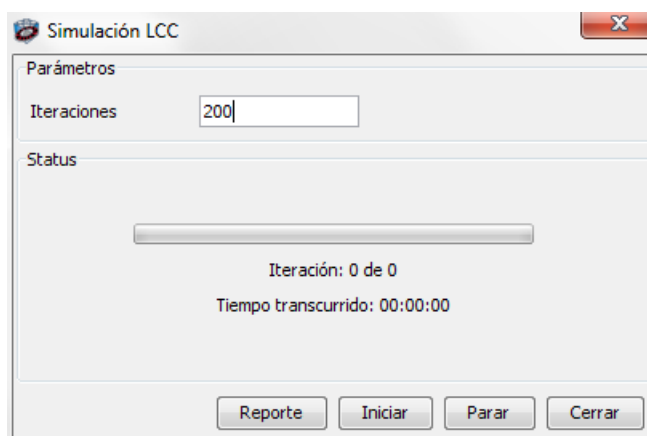 Simulación LCC
Parámetros
Iteraciones 200
Status
Iteración: 0 de 0
Tiempo transcurrido: 00:00:00
Reporte Iniciar Parar Cerrar